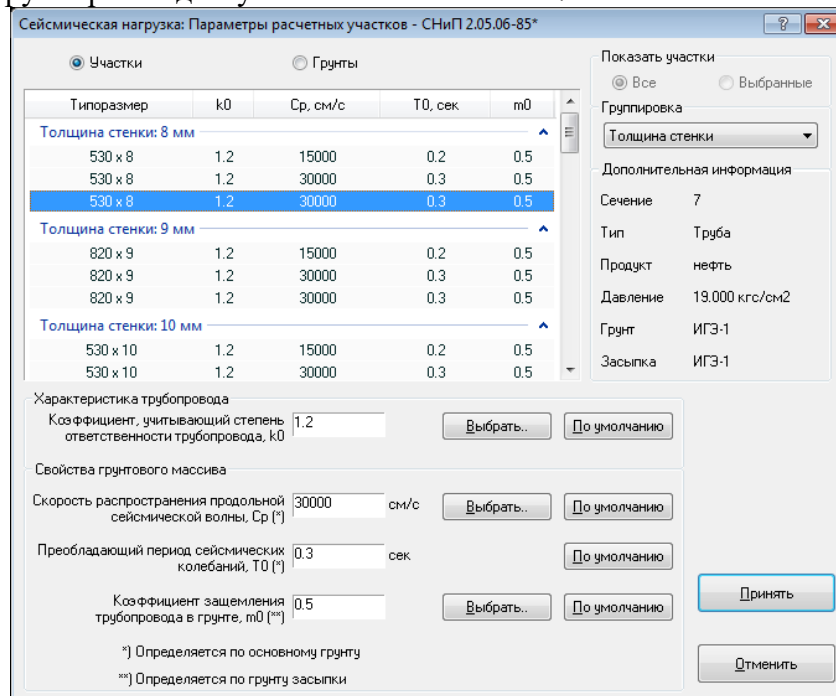 Сейсмическая нагрузка: Параметры расчетных участков - СНиП 2.05.06-85*
Участки
Грунты
Показать участки
Все
Выбранные
Группировка
Толщина стенки
Типоразмер k0 Cp, см/с T0, сек m0
Толщина стенки: 8 мм
530 x 8 1.2 15000 0.2 0.5
530 x 8 1.2 30000 0.3 0.5
530 x 8 1.2 30000 0.3 0.5
Толщина стенки: 9 мм
820 x 9 1.2 15000 0.2 0.5
820 x 9 1.2 30000 0.3 0.5
820 x 9 1.2 30000 0.3 0.5
Толщина стенки: 10 мм
530 x 10 1.2 15000 0.2 0.5
530 x 10 1.2 30000 0.3 0.5
Дополнительная информация
Сечение 7
Тип Труба
Продукт нефть
Давление 19.000 кгс/см2
Грунт ИГЭ-1
Засыпка ИГЭ-1
Характеристика трубопровода
Коэффициент, учитывающий степень
ответственности трубопровода, k0
1.2
Выбрать..
По умолчанию
Свойства грунтового массива
Скорость распространения продольной
сейсмической волны, Cp (*)
30000 см/с
Выбрать..
По умолчанию
Преобладающий период сейсмических
колебаний, T0 (*)
0.3 сек
По умолчанию
Коэффициент защемления
трубопровода в грунте, m0 (**)
0.5
Выбрать..
По умолчанию
*) Определяется по основному грунту
**) Определяется по грунту засыпки
Принять
Отменить